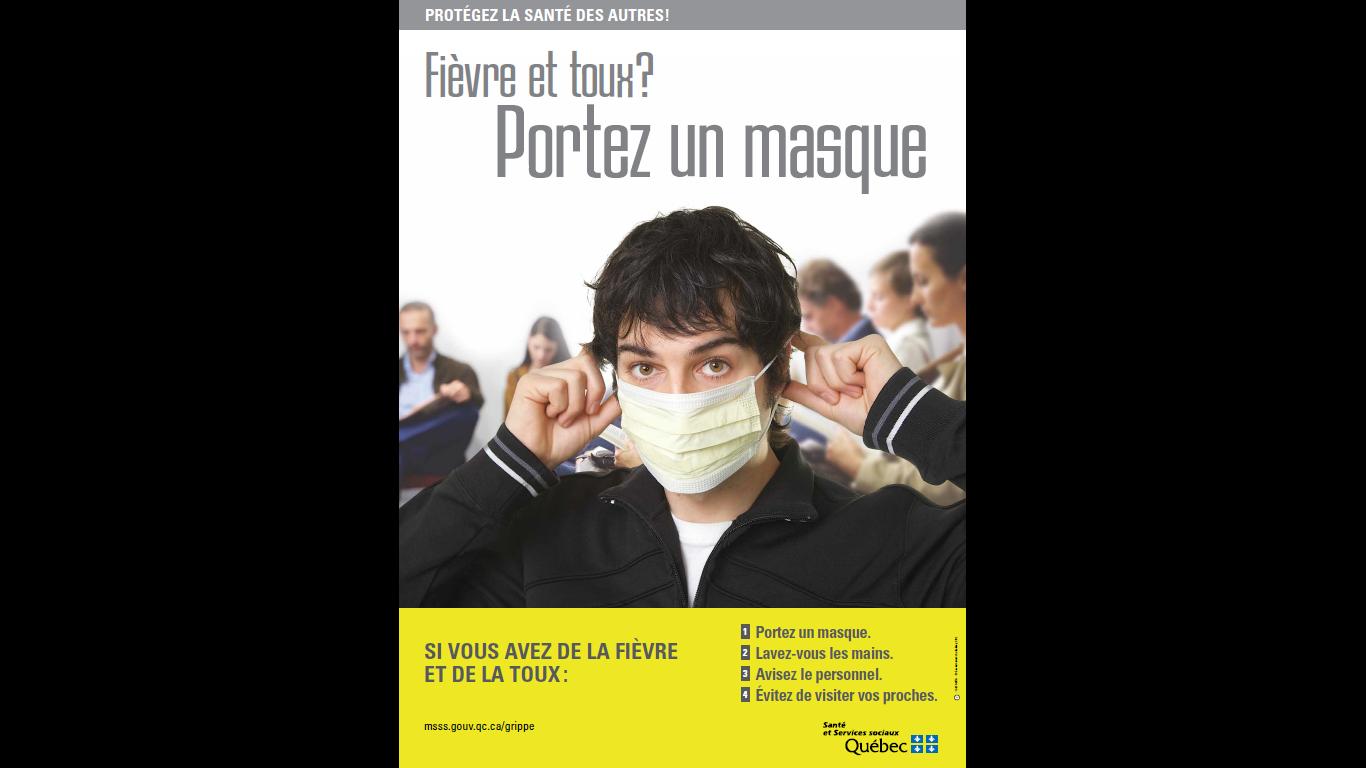 PROTÉGEZ LA SANTÉ DES AUTRES!
Fièvre et toux?
Portez un masque
SI VOUS AVEZ DE LA FIÈVRE
ET DE LA TOUX :
1 Portez un masque.
2 Lavez-vous les mains.
3 Avisez le personnel.
4 Évitez de visiter vos proches.
msss.gouv.qc.ca/grippe
Santé
et Services sociaux
Québec